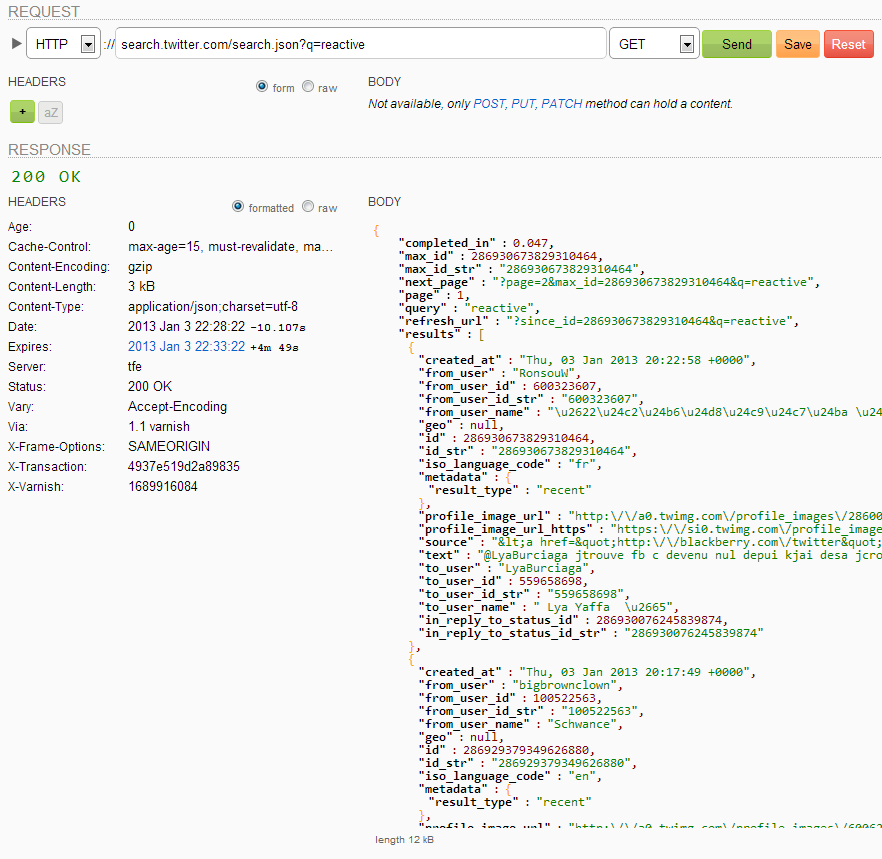 REQUEST
HTTP :// search.twitter.com/search.json?q=reactive GET Send Save Reset
HEADERS form raw
+ aZ
BODY
Not available, only POST, PUT, PATCH method can hold a content.
RESPONSE
200 OK
HEADERS formatted raw
Age: 0
Cache-Control: max-age=15, must-revalidate, ma...
Content-Encoding: gzip
Content-Length: 3 kB
Content-Type: application/json;charset=utf-8
Date: 2013 Jan 3 22:28:22 -10.107s
Expires: 2013 Jan 3 22:33:22 +4m 49s
Server: tfe
Status: 200 OK
Vary: Accept-Encoding
Via: 1.1 varnish
X-Frame-Options: SAMEORIGIN
X-Transaction: 4937e519d2a89835
X-Varnish: 1689916084
BODY
{
"completed_in" : 0.047,
"max_id" : 286930673829310464,
"max_id_str" : "286930673829310464",
"next_page" : "?page=2&max_id=286930673829310464&q=reactive",
"page" : 1,
"query" : "reactive",
"refresh_url" : "?since_id=286930673829310464&q=reactive",
"results" : [
{
"created_at" : "Thu, 03 Jan 2013 20:22:58 +0000",
"from_user" : "RonsouW",
"from_user_id" : 600323607,
"from_user_id_str" : "600323607",
"from_user_name" : "\u2622\u24c2\u24b6\u24d8\u24c9\u24c7\u24ba \u24
"geo" : null,
"id" : 286930673829310464,
"id_str" : "286930673829310464",
"iso_language_code" : "fr",
"metadata" : {
"result_type" : "recent"
},
"profile_image_url" : "http:\/\/a0.twimg.com\/profile_images\/28600
"profile_image_url_https" : "https:\/\/si0.twimg.com\/profile_image
"source" : "&lt;a href=&quot;http:\/\/blackberry.com\/twitter&quot;
"text" : "@LyaBurciaga jtrouve fb c devenu nul depui kjai desa jcro
"to_user" : "LyaBurciaga",
"to_user_id" : 559658698,
"to_user_id_str" : "559658698",
"to_user_name" : " Lya Yaffa  \u2665",
"in_reply_to_status_id" : 286930076245839874,
"in_reply_to_status_id_str" : "286930076245839874"
},
{
"created_at" : "Thu, 03 Jan 2013 20:17:49 +0000",
"from_user" : "bigbrownclown",
"from_user_id" : 100522563,
"from_user_id_str" : "100522563",
"from_user_name" : "Schwance",
"geo" : null,
"id" : 286929379349626880,
"id_str" : "286929379349626880",
"iso_language_code" : "en",
"metadata" : {
"result_type" : "recent"
},
"profile_image_url" : "http:\/\/a0.twimg.com\/profile_images\/60062
length 12 kB